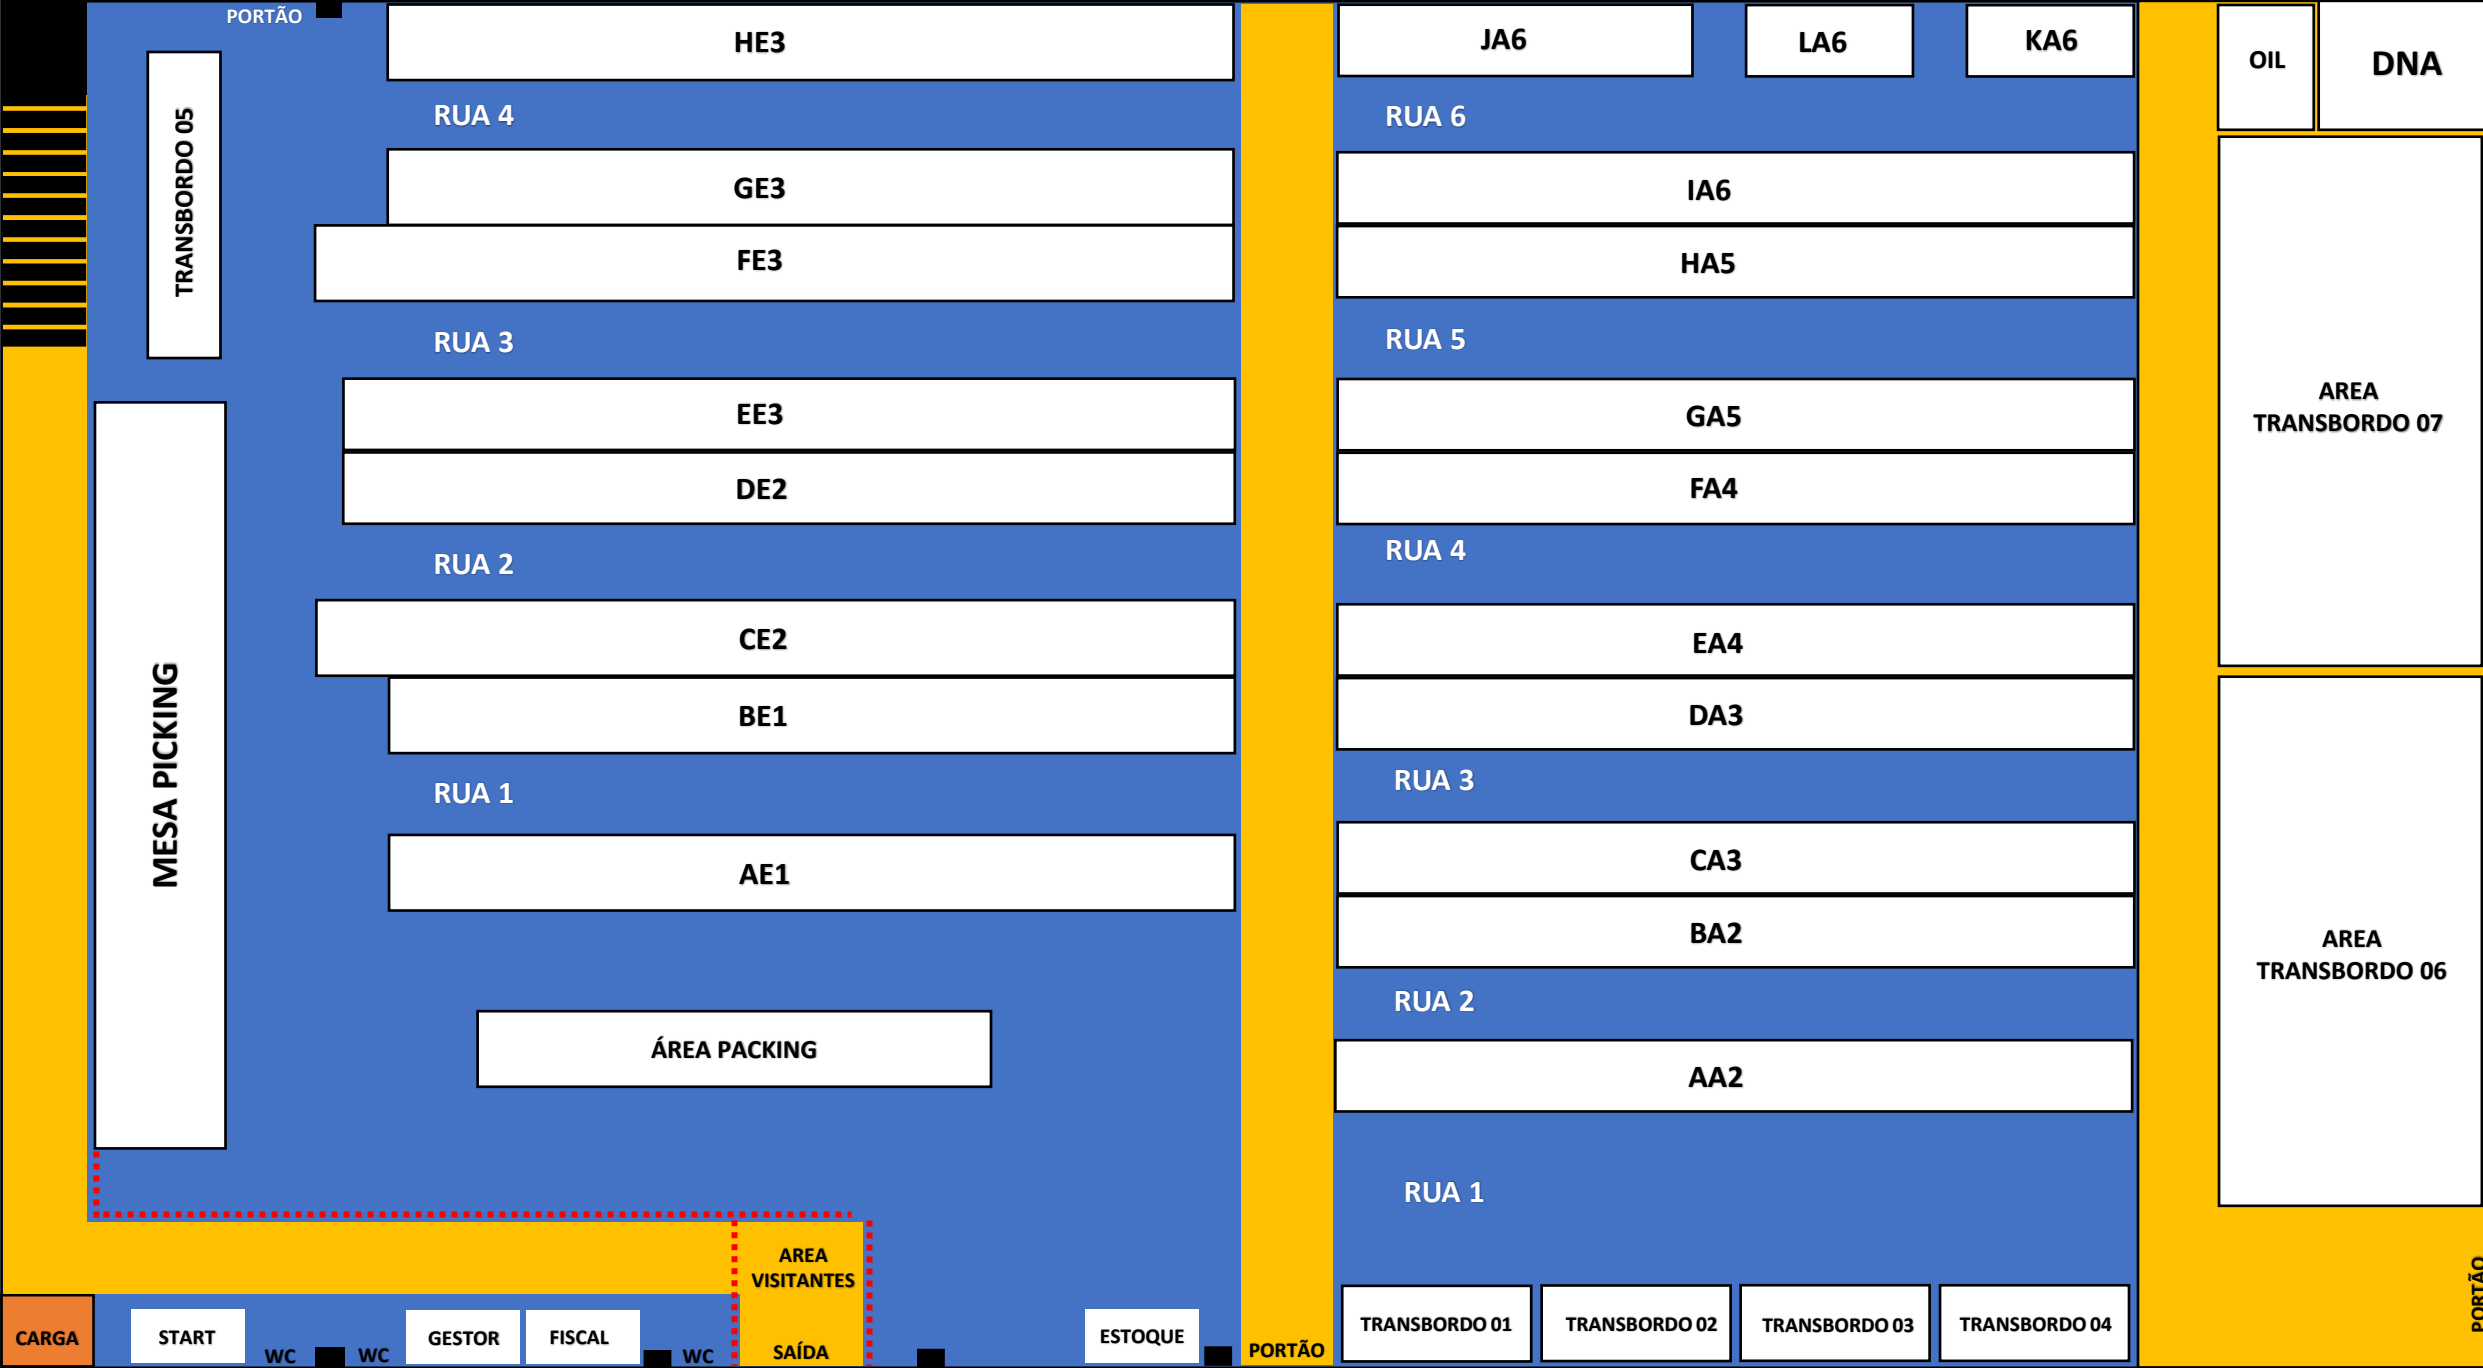 PORTÃO
HE3
JA6
LA6
KA6
OIL
DNA
TRANSBORDO 05
RUA 4
RUA 6
GE3
IA6
FE3
HA5
RUA 3
RUA 5
EE3
GA5
AREA
TRANSBORDO 07
DE2
FA4
RUA 2
RUA 4
CE2
EA4
MESA PICKING
BE1
DA3
RUA 1
RUA 3
AE1
CA3
BA2
AREA
TRANSBORDO 06
RUA 2
ÁREA PACKING
AA2
RUA 1
AREA
VISITANTES
PORTÃO
CARGA
START
WC
WC
GESTOR
FISCAL
WC
SAÍDA
ESTOQUE
PORTÃO
TRANSBORDO 01
TRANSBORDO 02
TRANSBORDO 03
TRANSBORDO 04